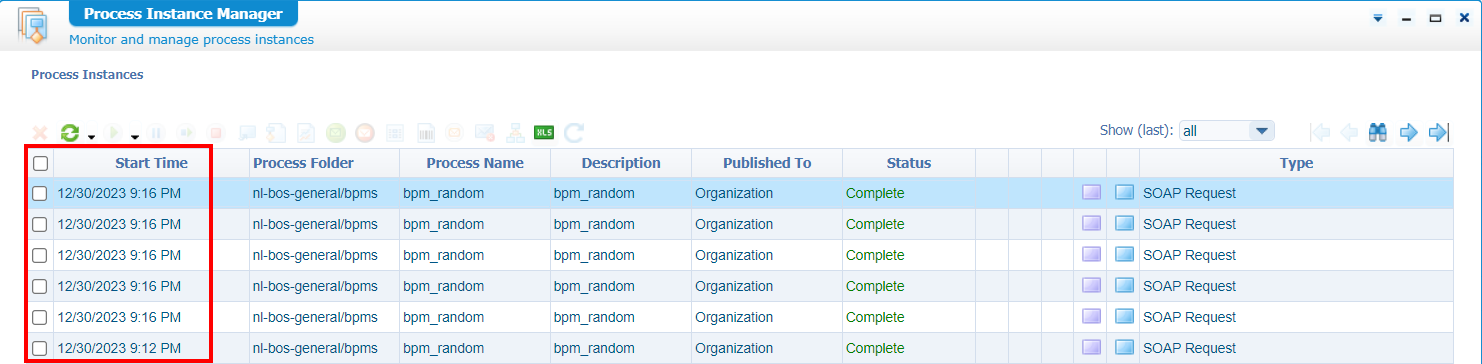 Process Instance Manager
Monitor and manage process instances
Process Instances
XLS Show (last): all
Start Time Process Folder Process Name Description Published To Status Type
12/30/2023 9:16 PM nl-bos-general/bpms bpm_random bpm_random Organization Complete SOAP Request
12/30/2023 9:16 PM nl-bos-general/bpms bpm_random bpm_random Organization Complete SOAP Request
12/30/2023 9:16 PM nl-bos-general/bpms bpm_random bpm_random Organization Complete SOAP Request
12/30/2023 9:16 PM nl-bos-general/bpms bpm_random bpm_random Organization Complete SOAP Request
12/30/2023 9:16 PM nl-bos-general/bpms bpm_random bpm_random Organization Complete SOAP Request
12/30/2023 9:12 PM nl-bos-general/bpms bpm_random bpm_random Organization Complete SOAP Request